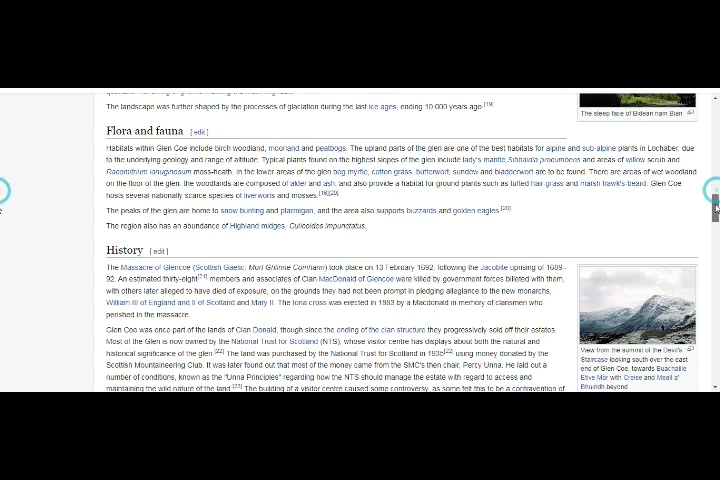 The landscape was further shaped by the processes of glaciation during the last ice ages, ending 10 000 years ago [19]
The steep face of Bidean nam Bian
Flora and fauna [ edit ]
Habitats within Glen Coe include birch woodland, moorland and peatbogs. The upland parts of the glen are one of the best habitats for alpine and sub-alpine plants in Lochaber, due
to the underlying geology and range of altitude. Typical plants found on the highest slopes of the glen include lady's mantle, Sibbaldia procumbens and areas of willow scrub and
Racomitrium lanuginosum moss-heath. In the lower areas of the glen bog myrtle, cotton grass, butterwort, sundew and bladderwort are to be found. There are areas of wet woodland
on the floor of the glen, the woodlands are composed of alder and ash, and also provide a habitat for ground plants such as tufted hair-grass and marsh hawk's-beard. Glen Coe
hosts several nationally scarce species of liverworts and mosses. [16][20]
The peaks of the glen are home to snow bunting and ptarmigan, and the area also supports buzzards and golden eagles [20]
The region also has an abundance of Highland midges, Culicoides impunctatus.
History [ edit ]
The Massacre of Glencoe (Scottish Gaelic: Mort Ghlinne Comhann) took place on 13 February 1692, following the Jacobite uprising of 1689–
92. An estimated thirty-eight[21] members and associates of Clan MacDonald of Glencoe were killed by government forces billeted with them,
with others later alleged to have died of exposure, on the grounds they had not been prompt in pledging allegiance to the new monarchs,
William III of England and II of Scotland and Mary II. The Iona cross was erected in 1883 by a Macdonald in memory of clansmen who
perished in the massacre.
Glen Coe was once part of the lands of Clan Donald, though since the ending of the clan structure they progressively sold off their estates.
Most of the Glen is now owned by the National Trust for Scotland (NTS), whose visitor centre has displays about both the natural and
historical significance of the glen.[22] The land was purchased by the National Trust for Scotland in 1935[23] using money donated by the
Scottish Mountaineering Club. It was later found out that most of the money came from the SMC's then chair, Percy Unna. He laid out a
number of conditions, known as the "Unna Principles" regarding how the NTS should manage the estate with regard to access and
maintaining the wild nature of the land [23] The building of a visitor centre caused some controversy, as some felt this to be a contravention of
View from the summit of the Devil's
Staircase looking south over the east
end of Glen Coe, towards Buachaille
Etive Mòr with Creise and Meall a'
Bhuiridh beyond